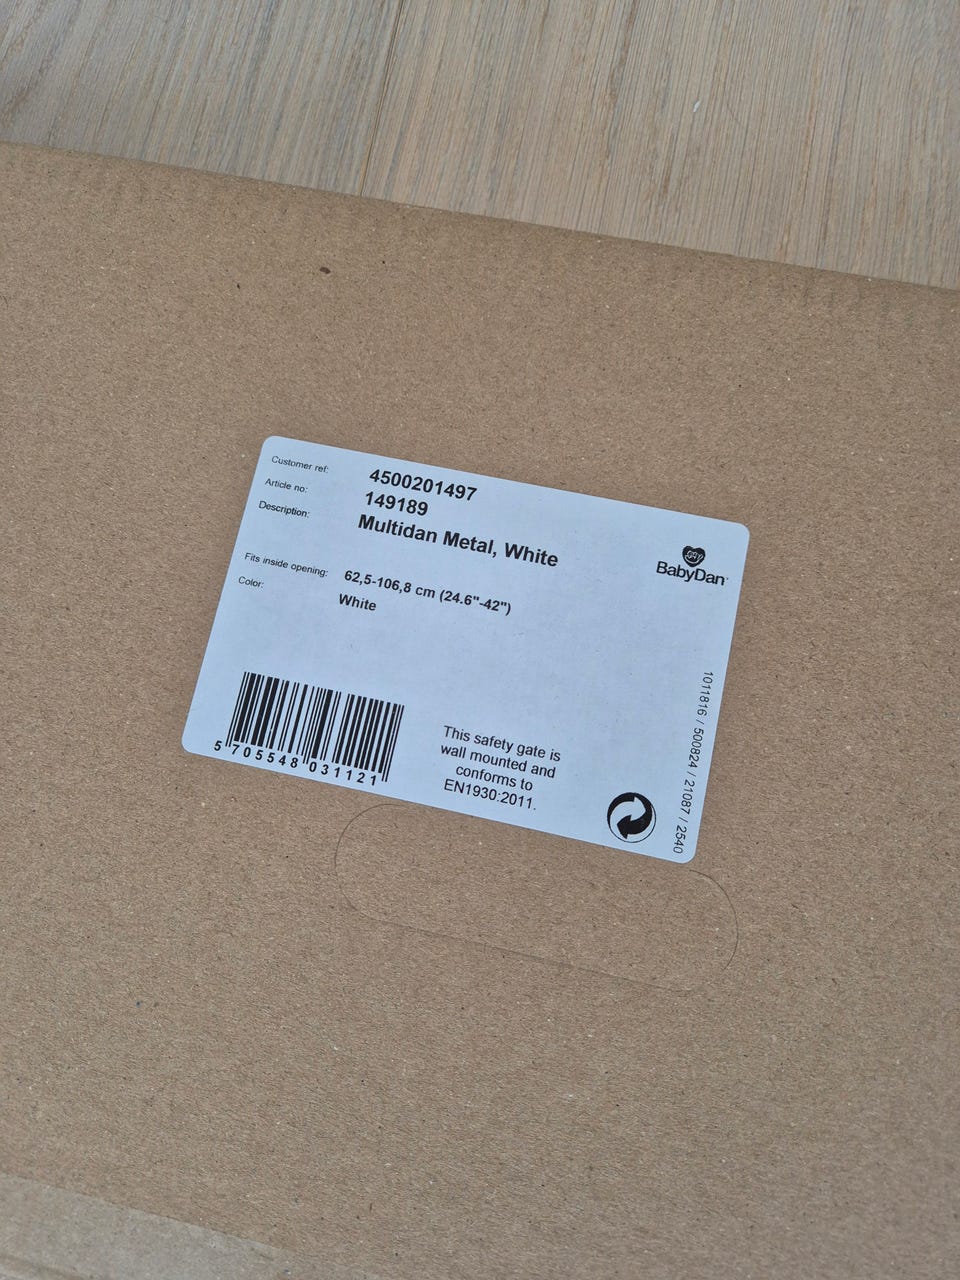 Customer ref: 4500201497
Article no: 149189
Description: Multidan Metal, White
BabyDan
Fits inside opening: 62,5-106,8 cm (24.6"-42")
Color: White
5 705548 031121
This safety gate is
wall mounted and
conforms to
EN1930:2011.
1011816 / 500824 / 21087 / 2540